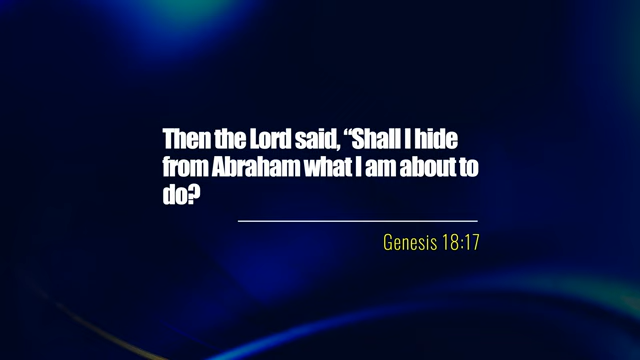 Then the Lord said, “Shall I hide
from Abraham what I am about to
do?
Genesis 18:17